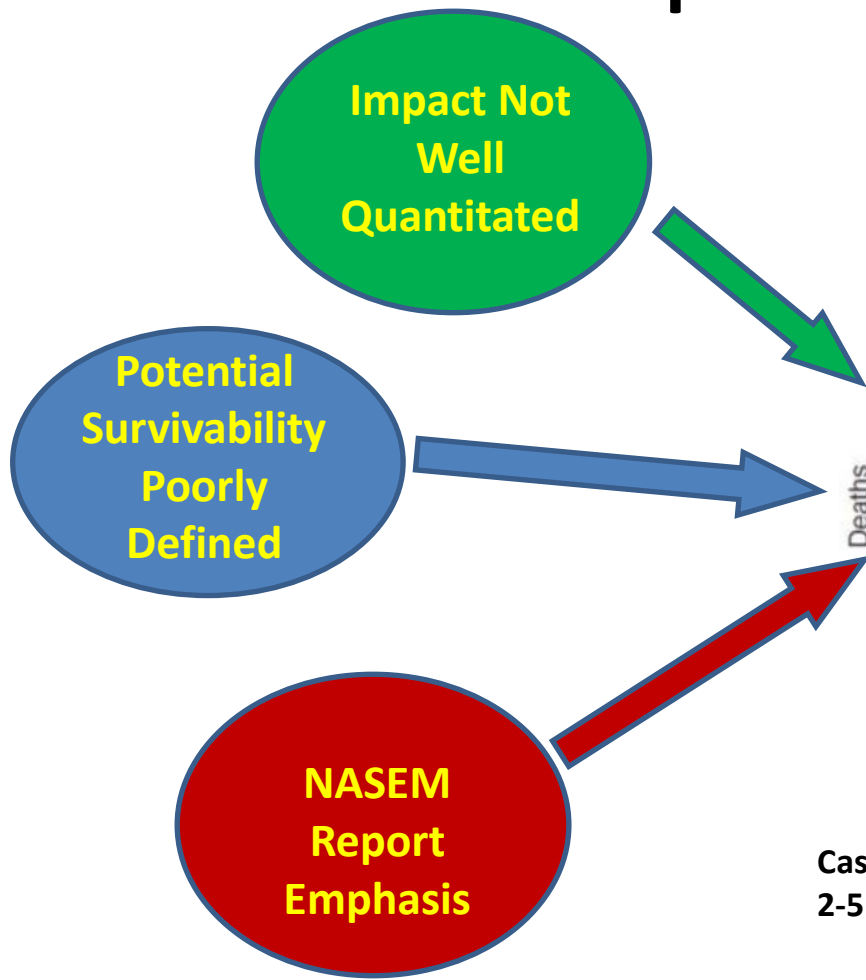 Impact Not
Well
Quantitated
Potential
Survivability
Poorly
Defined
Deaths
NASEM
Report
Emphasis
Cas
2-5